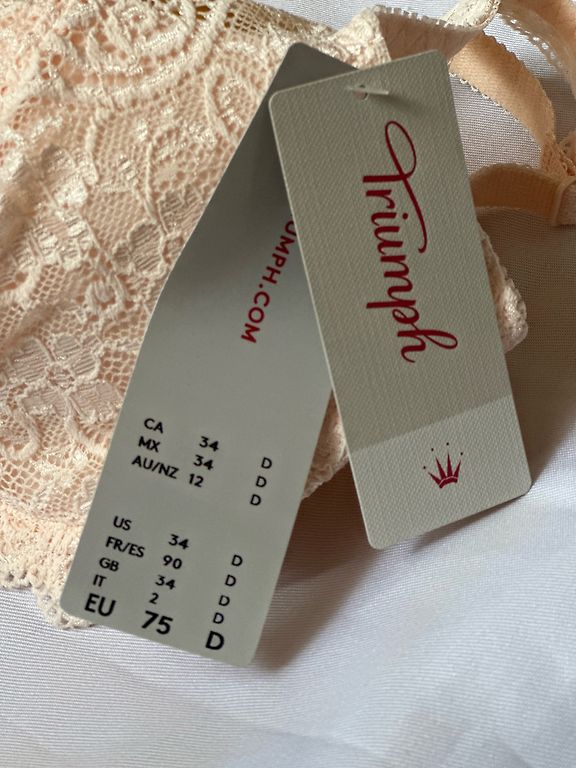 Triumph
UMPH.COM
CA 34 D
MX 34 D
AU/NZ 12 D
US 34 D
FR/ES 90 D
GB 34 D
IT 2 D
EU 75 D